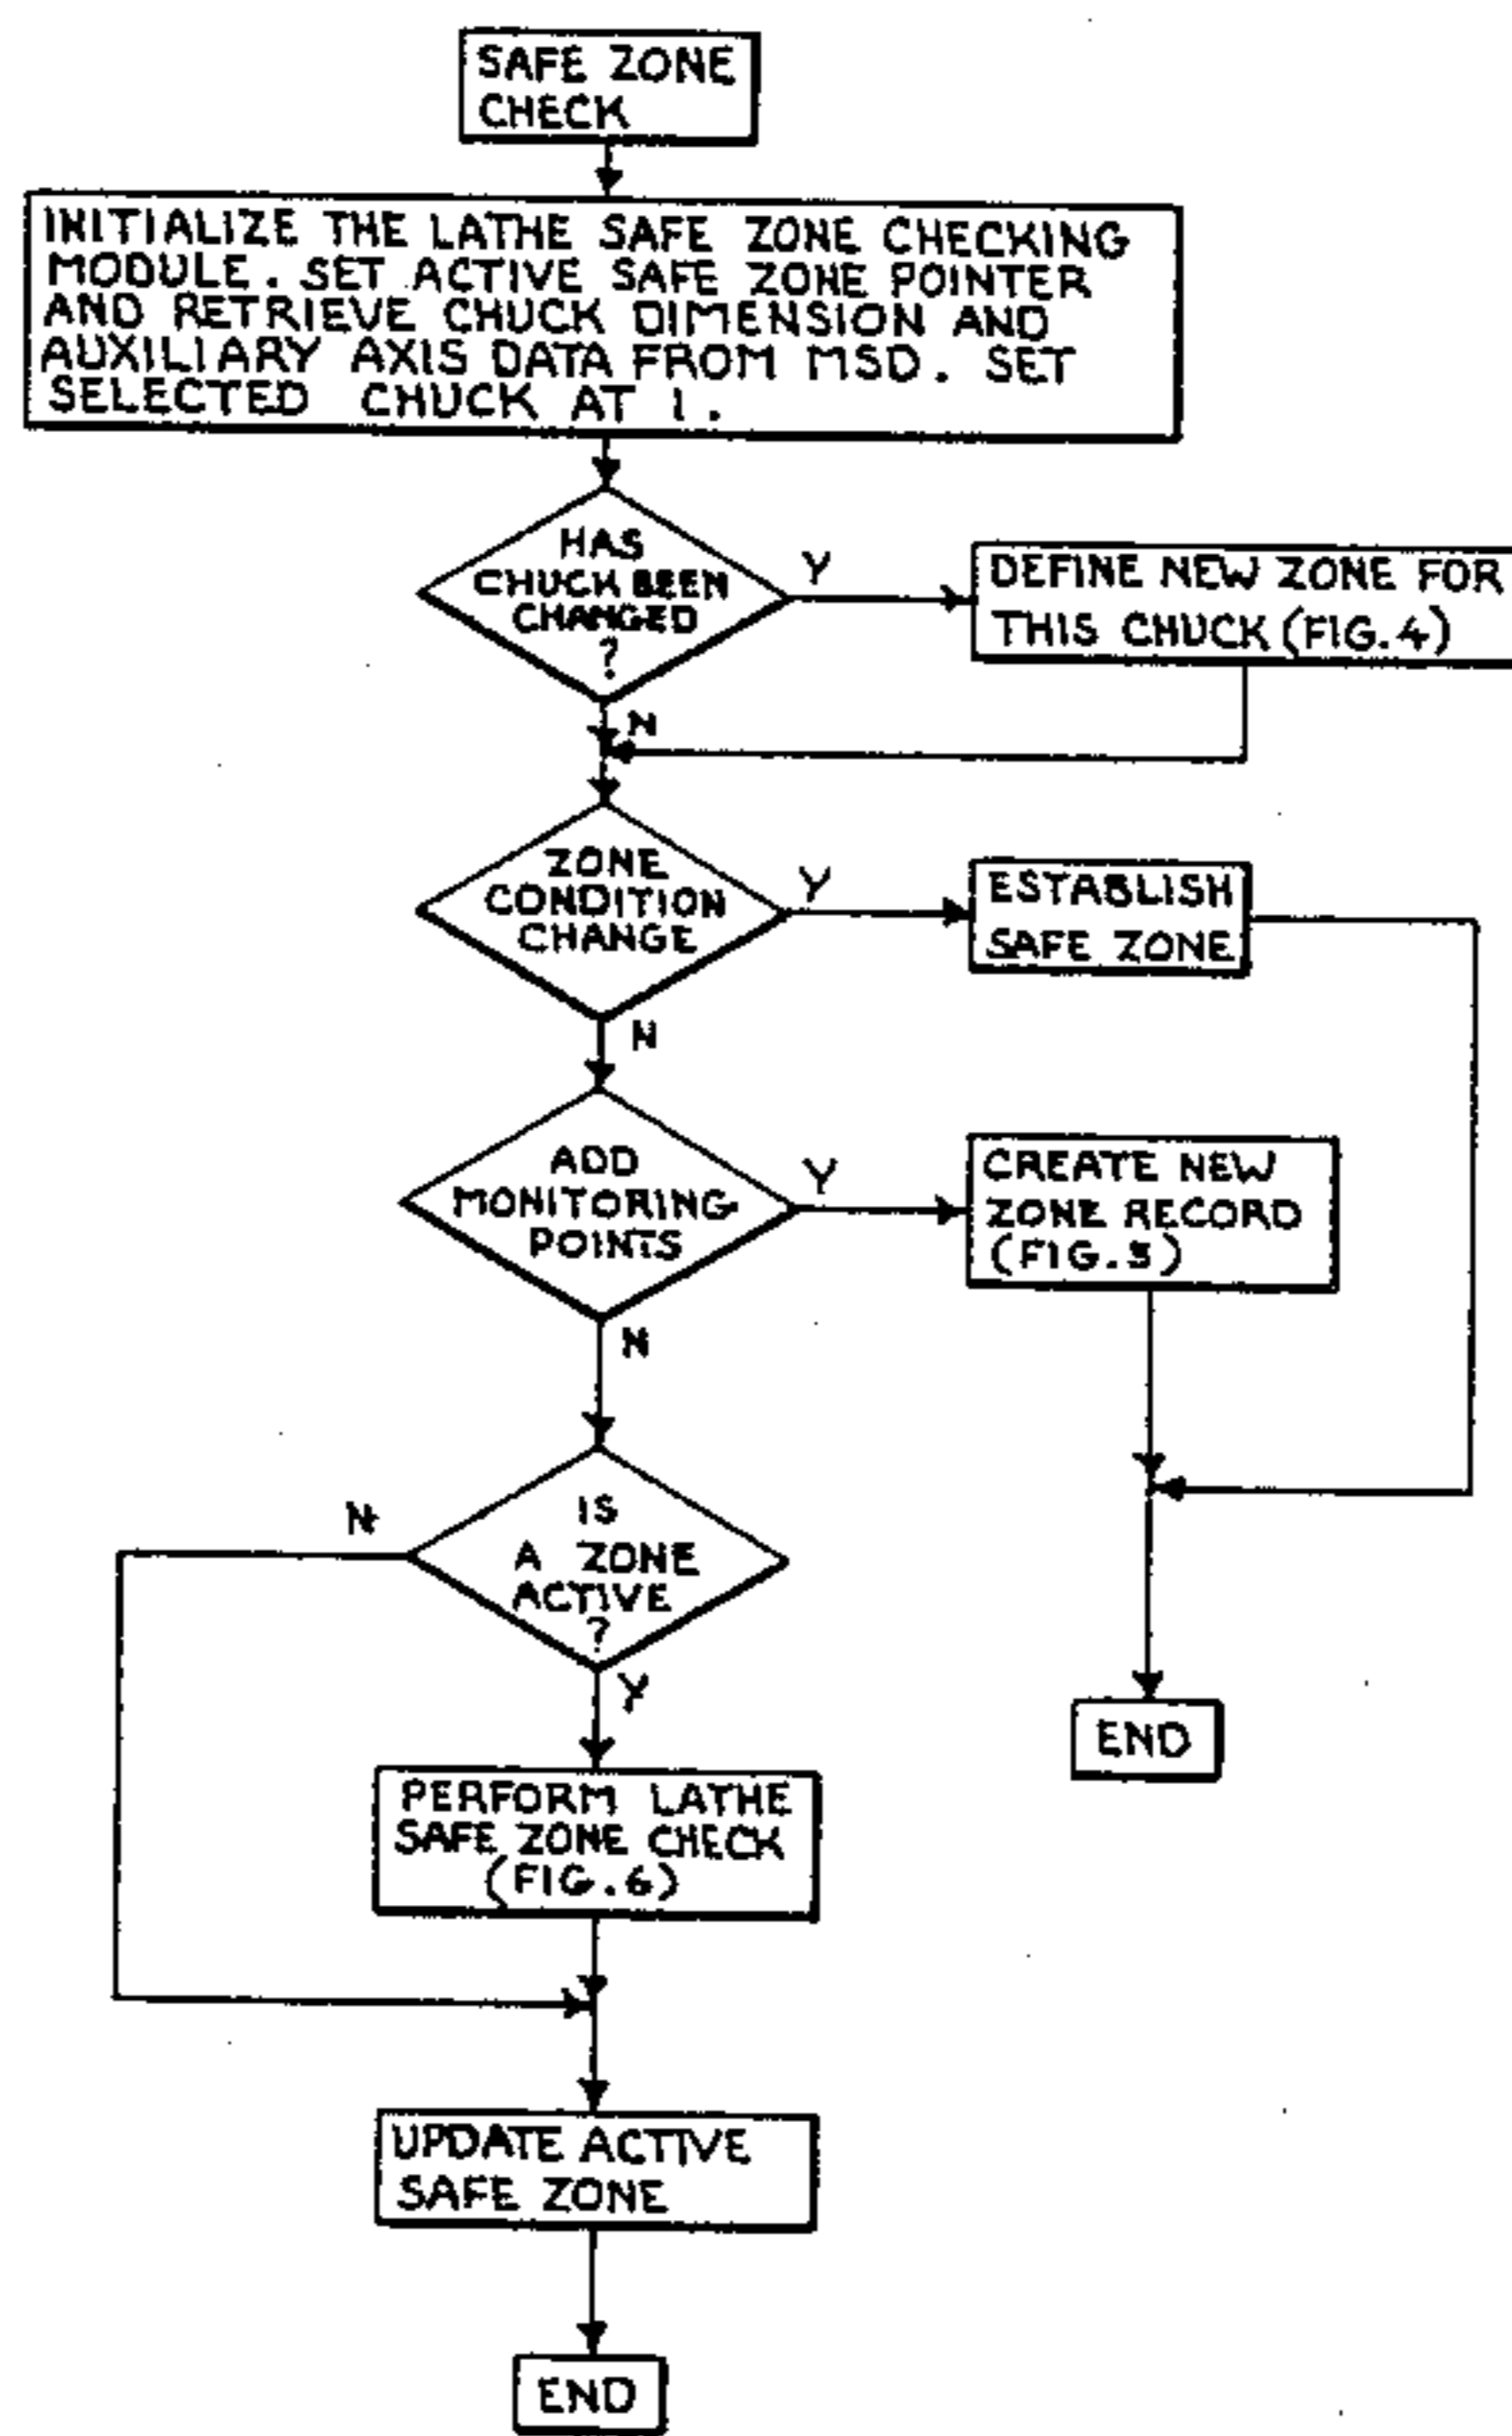 SAFE ZONE
CHECK
INITIALIZE THE LATHE SAFE ZONE CHECKING
MODULE. SET ACTIVE SAFE ZONE POINTER
AND RETRIEVE CHUCK DIMENSION AND
AUXILIARY AXIS DATA FROM MSD. SET
SELECTED CHUCK AT 1.
HAS
CHUCK BEEN
CHANGED
?
Y
DEFINE NEW ZONE FOR
THIS CHUCK (FIG. 4)
N
ZONE
CONDITION
CHANGE
Y
ESTABLISH
SAFE ZONE
N
ADD
MONITORING
POINTS
Y
CREATE NEW
ZONE RECORD
(FIG. 5)
N
IS
A ZONE
ACTIVE
?
N
Y
END
PERFORM LATHE
SAFE ZONE CHECK
(FIG. 6)
UPDATE ACTIVE
SAFE ZONE
END